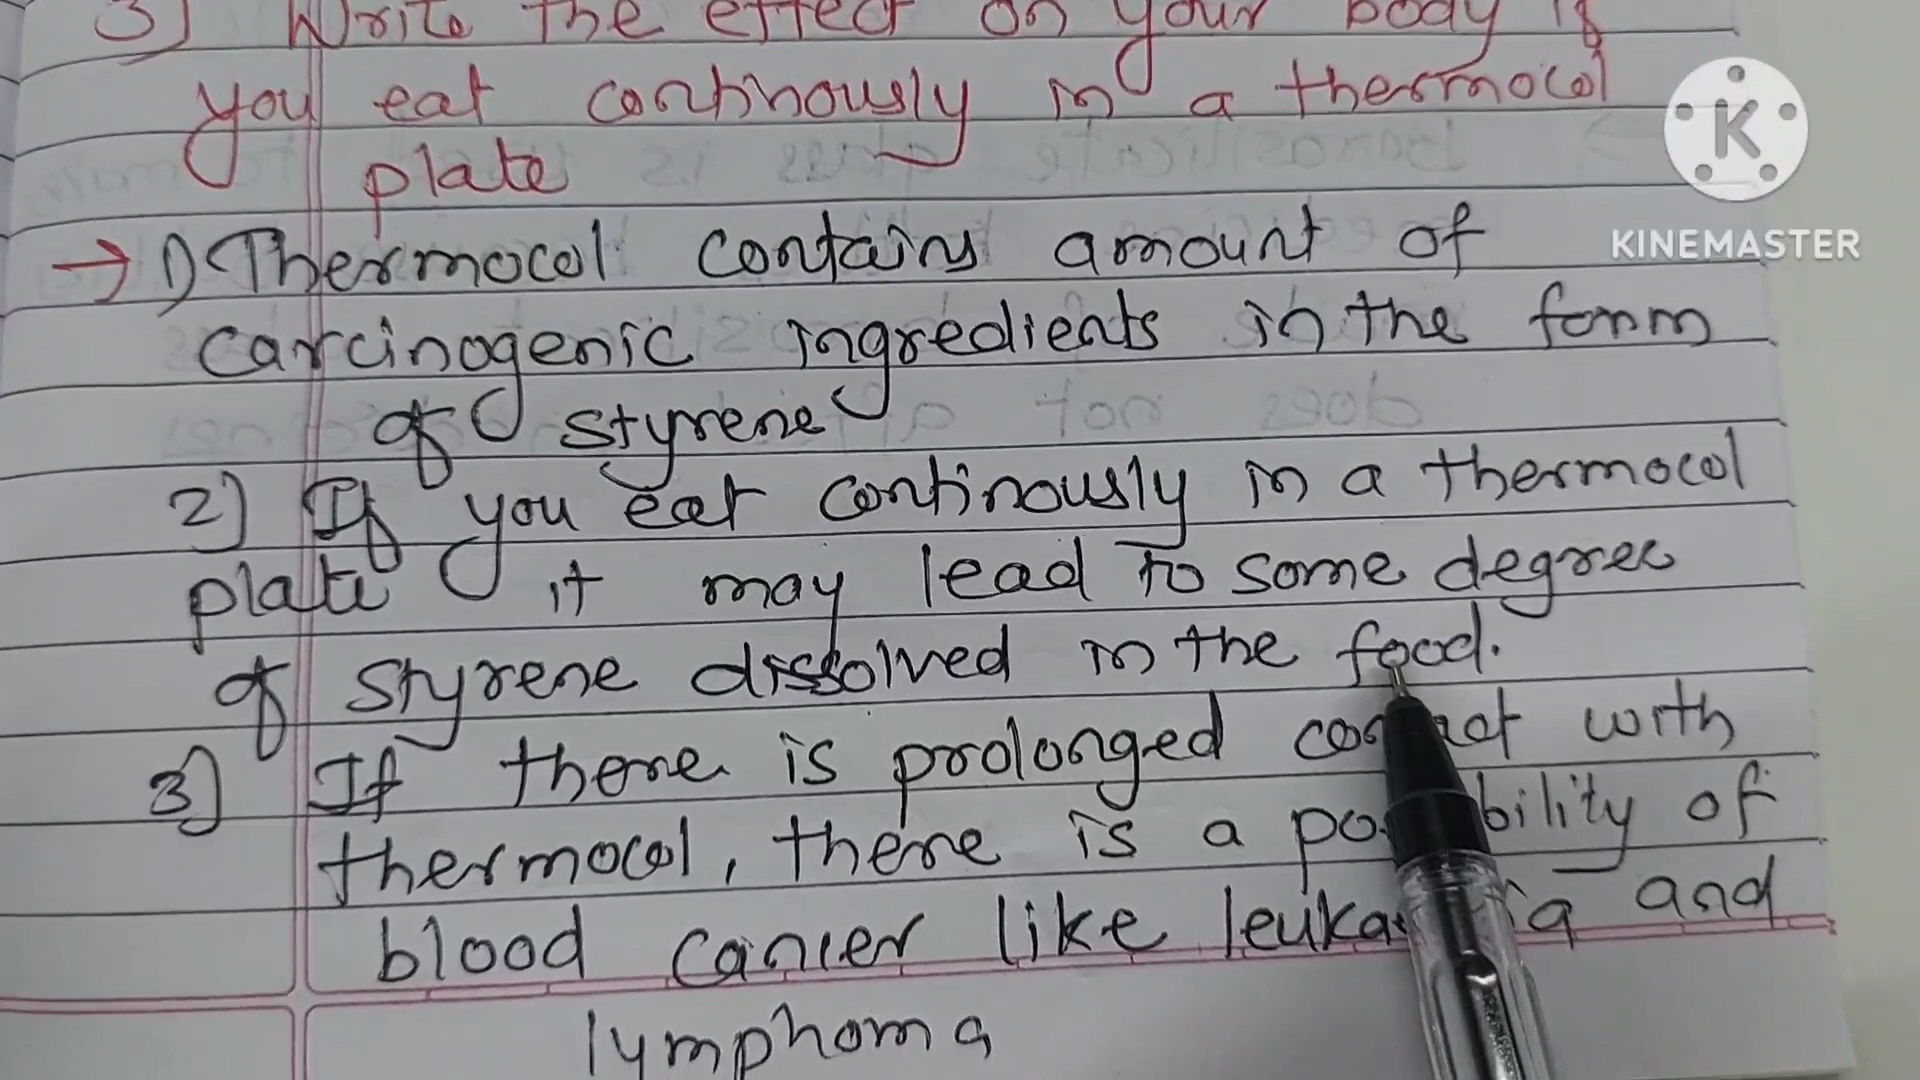 3) Write the effect on your body if
you eat continously in a thermocol
plate
→ 1) Thermocol contains amount of
carcinogenic ingredients in the form
of styrene
2) If you eat continously in a thermocol
plate it may lead to some degree
of styrene dissolved in the food.
3) If there is prolonged with
thermocol, there is a of
blood cancer like and
lymphoma
K
KINEMASTER